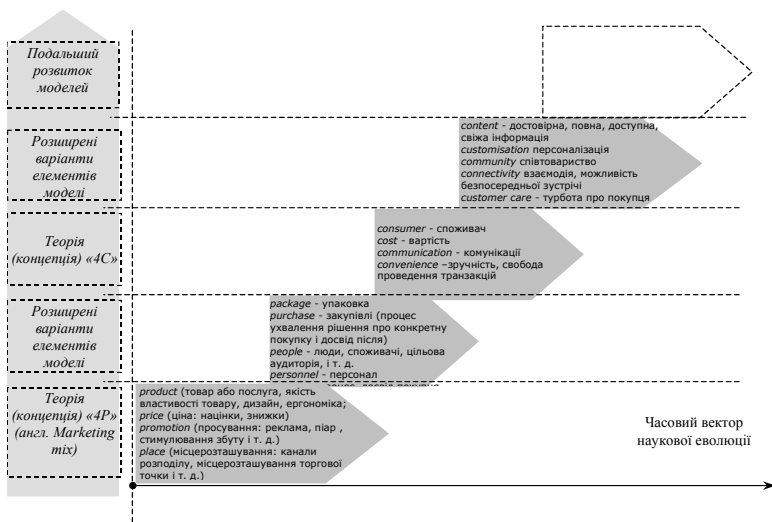 Подальший
розвиток
моделей
content - достовірна, повна, доступна,
свіжа інформація
customisation персоналізація
community співтовариство
connectivity взаємодія, можливість
безпосередньої зустрічі
customer care - турбота про покупця
Розширені
варіанти
елементів
моделі
consumer - споживач
cost - вартість
communication - комунікації
convenience –зручність, свобода
проведення транзакцій
Теорія
(концепція) «4С»
package - упаковка
purchase - закупівлі (процес
ухвалення рішення про конкретну
покупку і досвід після)
people - люди, споживачі, цільова
аудиторія, і т. д.
personnel - персонал
Розширені
варіанти
елементів
моделі
product (товар або послуга, якість
властивості товару, дизайн, ергономіка;
price (ціна: націнки, знижки)
promotion (просування: реклама, піар ,
стимулювання збуту і т. д.)
place (місцерозташування: канали
розподілу, місцерозташування торгової
точки і т. д.)
Теорія
(концепція) «4Р»
(англ. Marketing
mix)
Часовий вектор
наукової еволюції